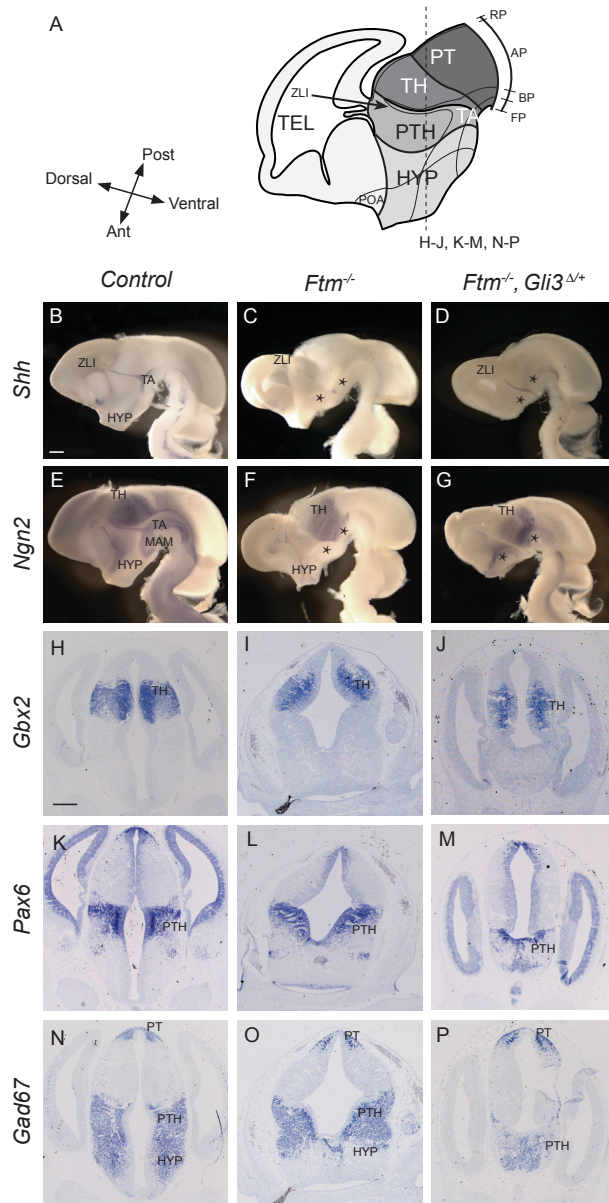 A
RP
AP
PT
TH
ZLI
BP
FP
TA
TEL
PTH
HYP
POA
Post
Dorsal
Ventral
Ant
H-J, K-M, N-P
Control
Ftm-/-
Ftm-/-, Gli3 Δ/+
Shh
B
ZLI
TA
HYP
C
ZLI
*
*
D
ZLI
*
*
Ngn2
E
TH
TA
MAM
HYP
F
TH
*
*
HYP
G
TH
*
*
Gbx2
H
TH
I
TH
J
TH
Pax6
K
PTH
L
PTH
M
PTH
Gad67
N
PT
PTH
HYP
O
PT
PTH
HYP
P
PT
PTH